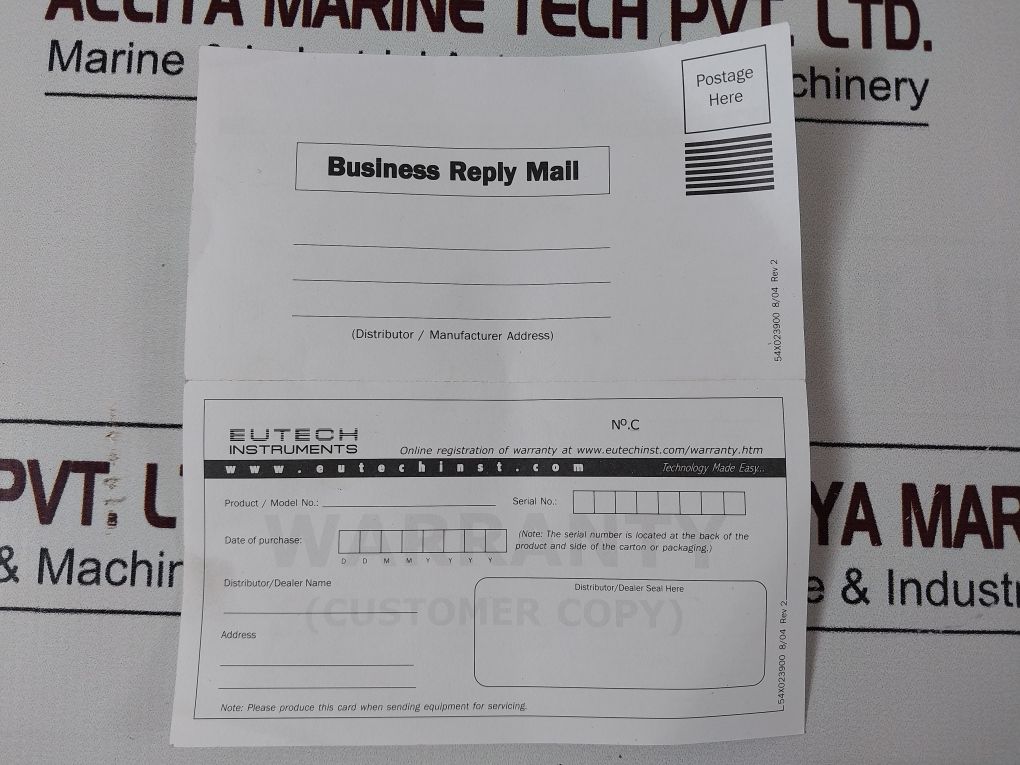 ACCIYA MARINE TECH PVT. LTD.
Marine & Industrial
chinery
Postage
Here
Business Reply Mail
(Distributor / Manufacturer Address)
54X023900 8/04 Rev 2
EUTECH
INSTRUMENTS
Nº.C
Online registration of warranty at www.eutechinst.com/warranty.htm
www.eutechinst.com
Technology Made Easy...
Product / Model No.:
Serial No.:
WARRANTY
Date of purchase:
D D M M Y Y Y Y
(Note: The serial number is located at the back of the
product and side of the carton or packaging.)
Distributor/Dealer Name
Distributor/Dealer Seal Here
(CUSTOMER COPY)
Address
54X023900 8/04 Rev 2
Note: Please produce this card when sending equipment for servicing.
PVT. L
& Machin
YA MAR
e & Industr